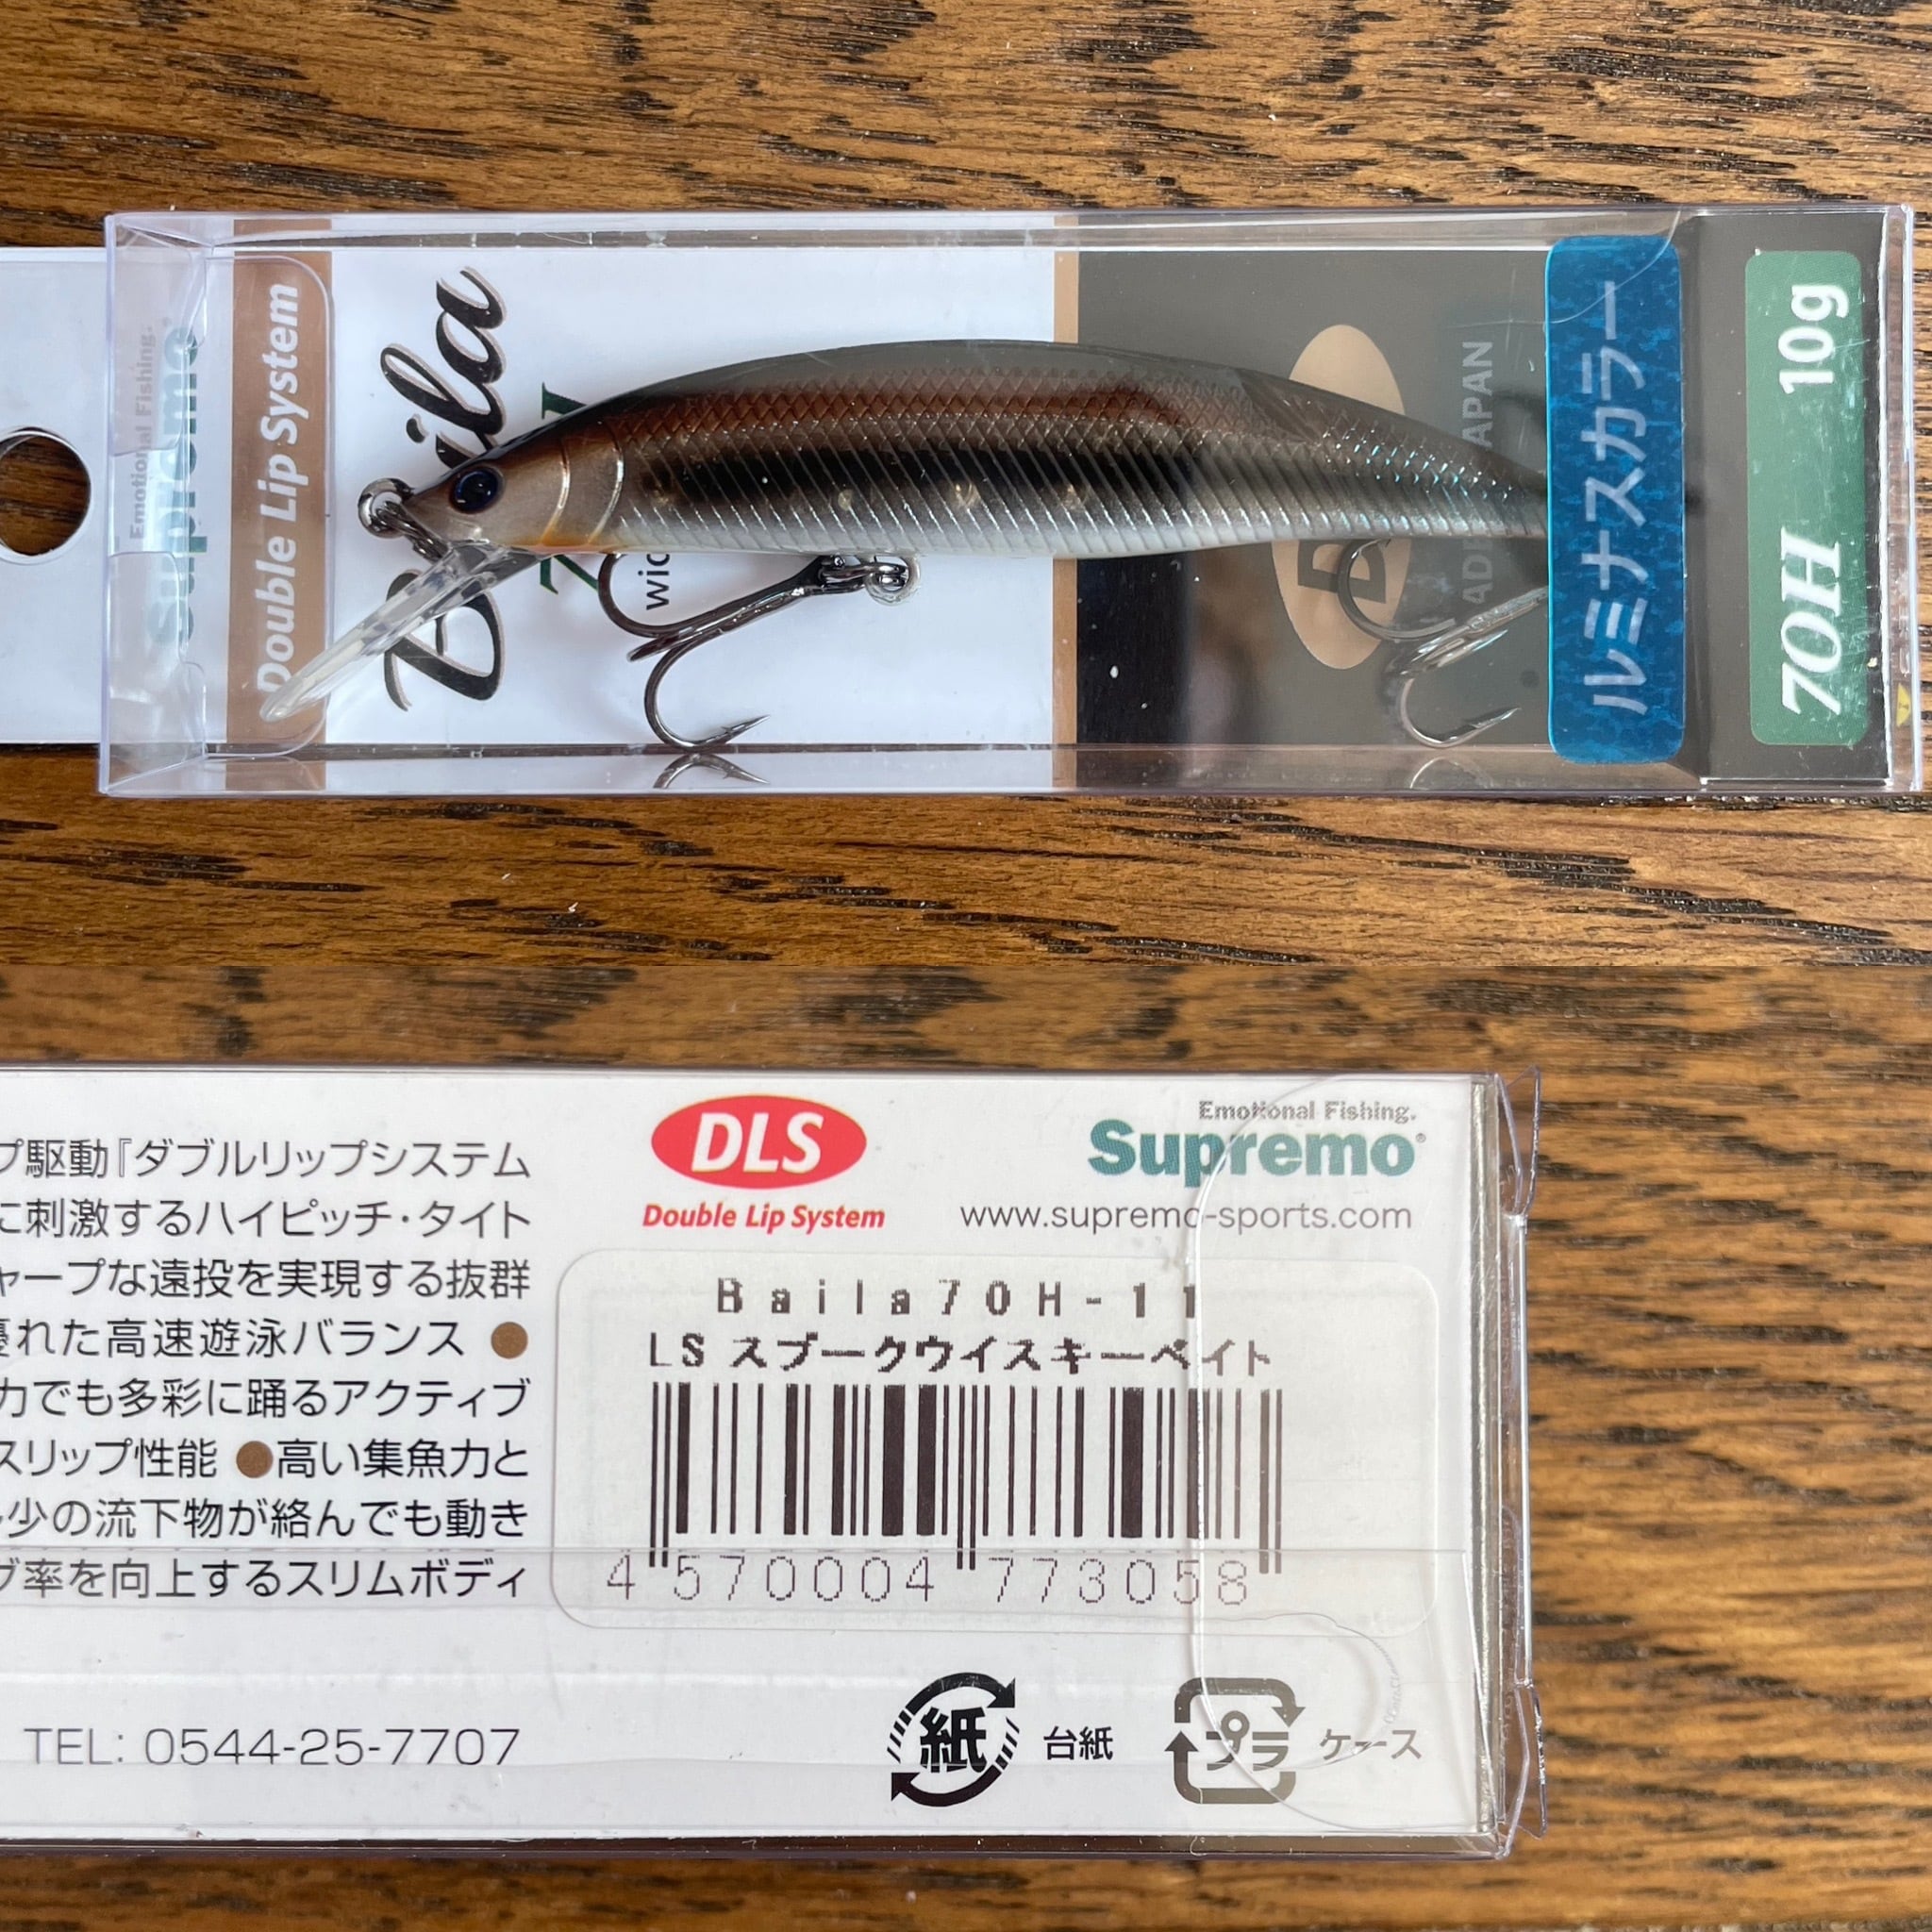 Emotional Fishing.
Supremo
Double Lip System
Baila
APAN
ルミナスカラー
70H 10g
プ駆動『ダブルリップシステム
に刺激するハイピッチ・タイト
ャープな遠投を実現する抜群
優れた高速遊泳バランス ●
力でも多彩に踊るアクティブ
スリップ性能 ●高い集魚力と
少の流下物が絡んでも動き
グ率を向上するスリムボディ
TEL: 0544-25-7707
DLS
Double Lip System
Emotional Fishing.
Supremo®
www.supremo-sports.com
Baila70H-11
LS スプークウイスキーベイト
4 570004 773058
紙 台紙
プラ ケース